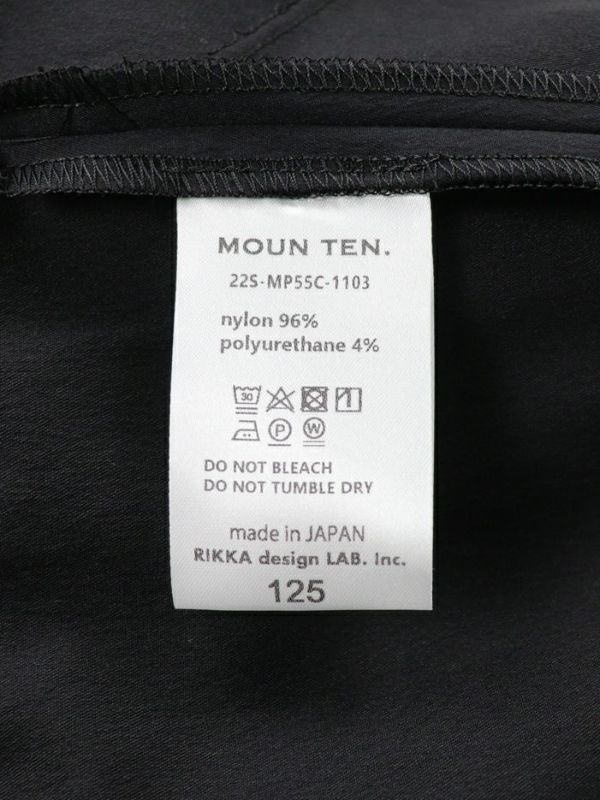 MOUN TEN.
22S-MP55C-1103
nylon 96%
polyurethane 4%
30
P
W
DO NOT BLEACH
DO NOT TUMBLE DRY
made in JAPAN
RIKKA design LAB. Inc.
125